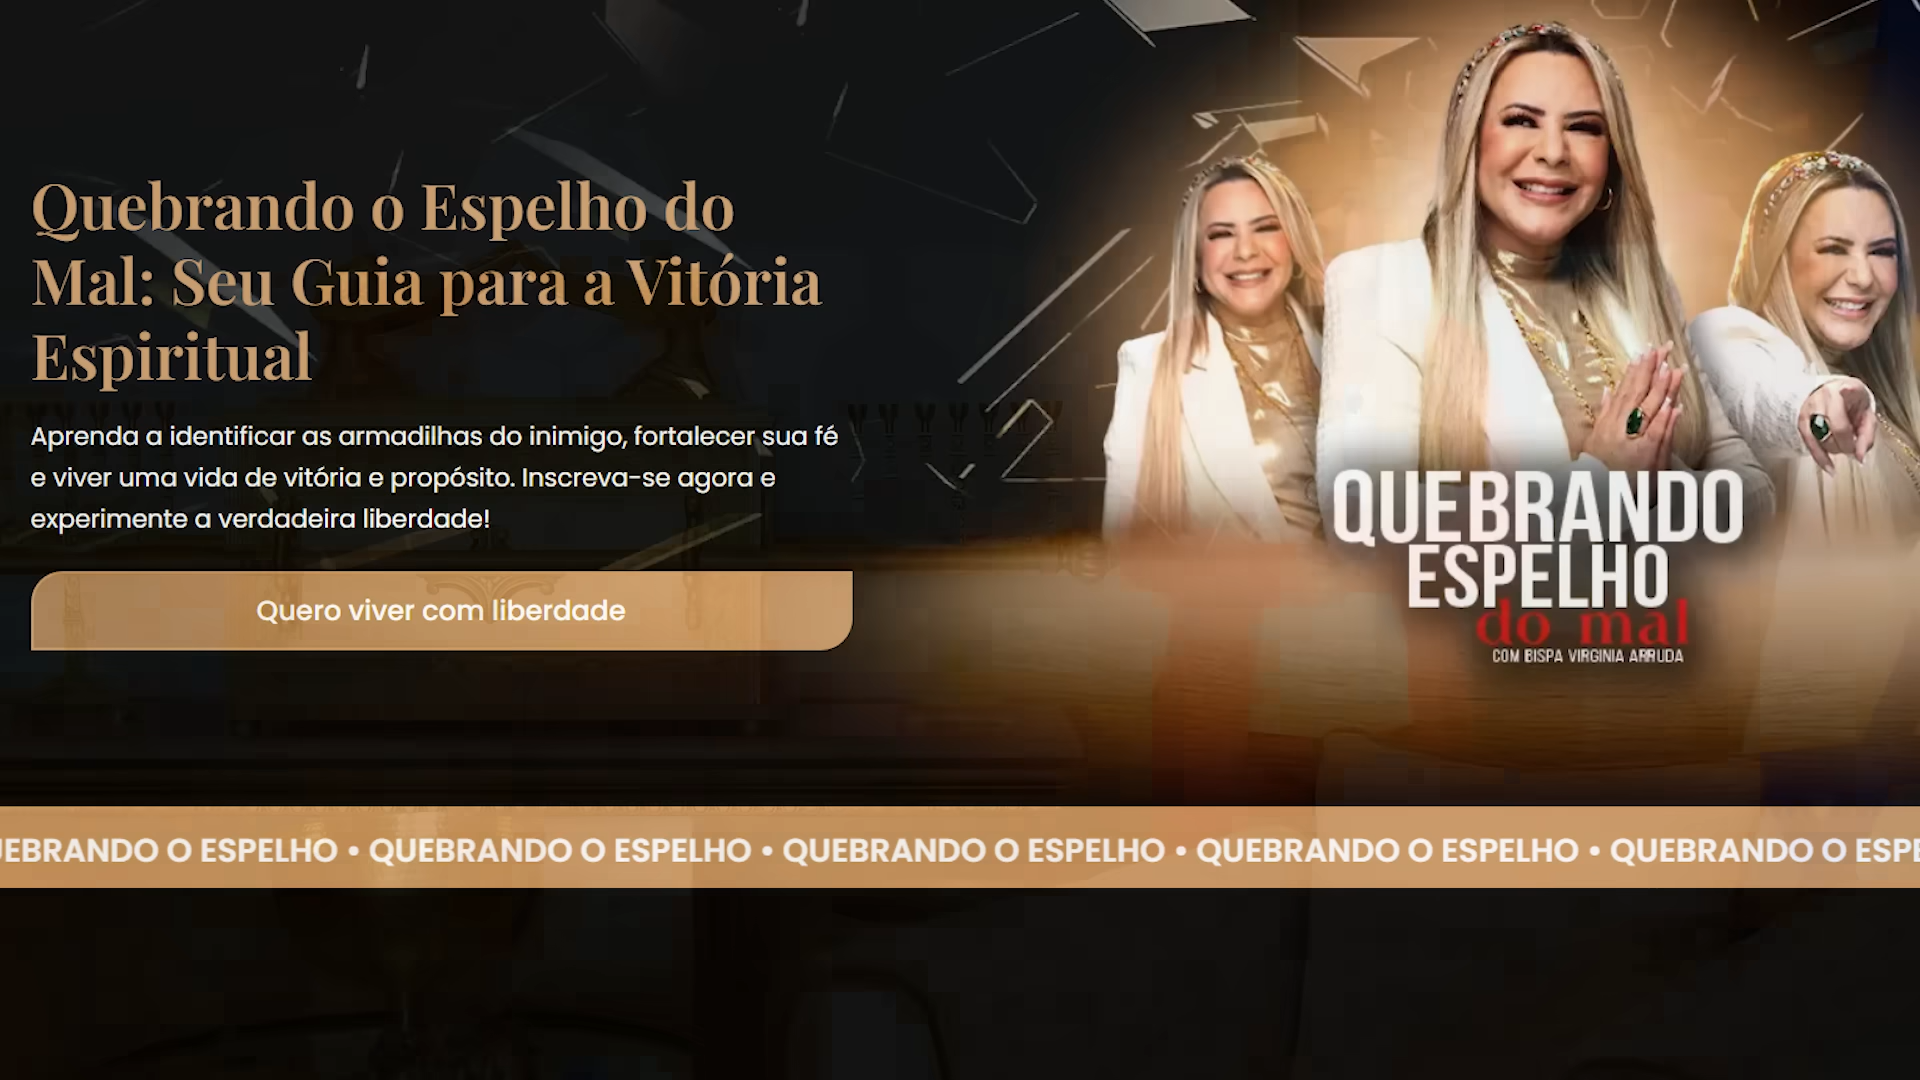 Quebrando o Espelho do
Mal: Seu Guia para a Vitória
Espiritual
Aprenda a identificar as armadilhas do inimigo, fortalecer sua fé
e viver uma vida de vitória e propósito. Inscreva-se agora e
experimente a verdadeira liberdade!
Quero viver com liberdade
QUEBRANDO
ESPELHO
do mal
COM BISPA VIRGINIA ARRUDA
UEBRANDO O ESPELHO • QUEBRANDO O ESPELHO • QUEBRANDO O ESPELHO • QUEBRANDO O ESPELHO • QUEBRANDO O ESPE